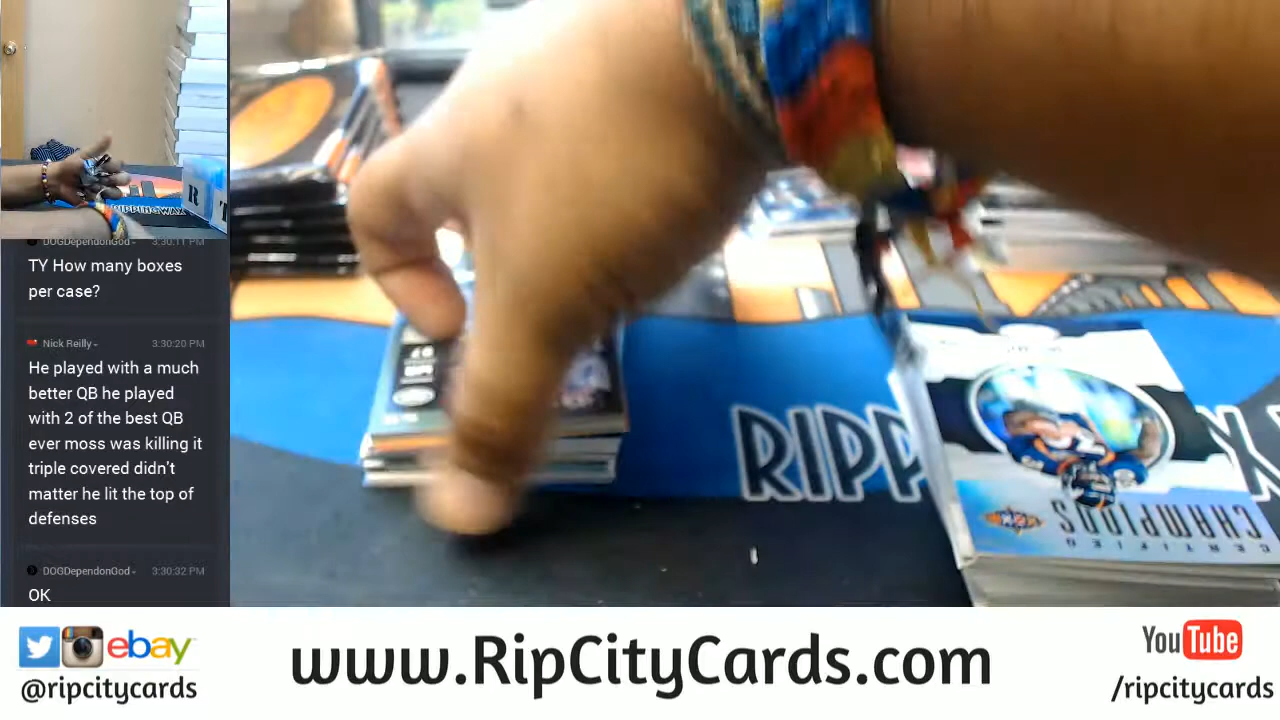 RIPPINGWAX
R
DOGDependonGod
3:30:11 PM
TY How many boxes
per case?
Nick Reilly
3:30:20 PM
He played with a much
better QB he played
with 2 of the best QB
ever moss was killing it
triple covered didn't
matter he lit the top of
defenses
DOGDependonGod
3:30:32 PM
OK
RIPP
X
CERTIFIED
CHAMPIONS
ebay
@ripcitycards
www.RipCityCards.com
YouTube
/ripcitycards